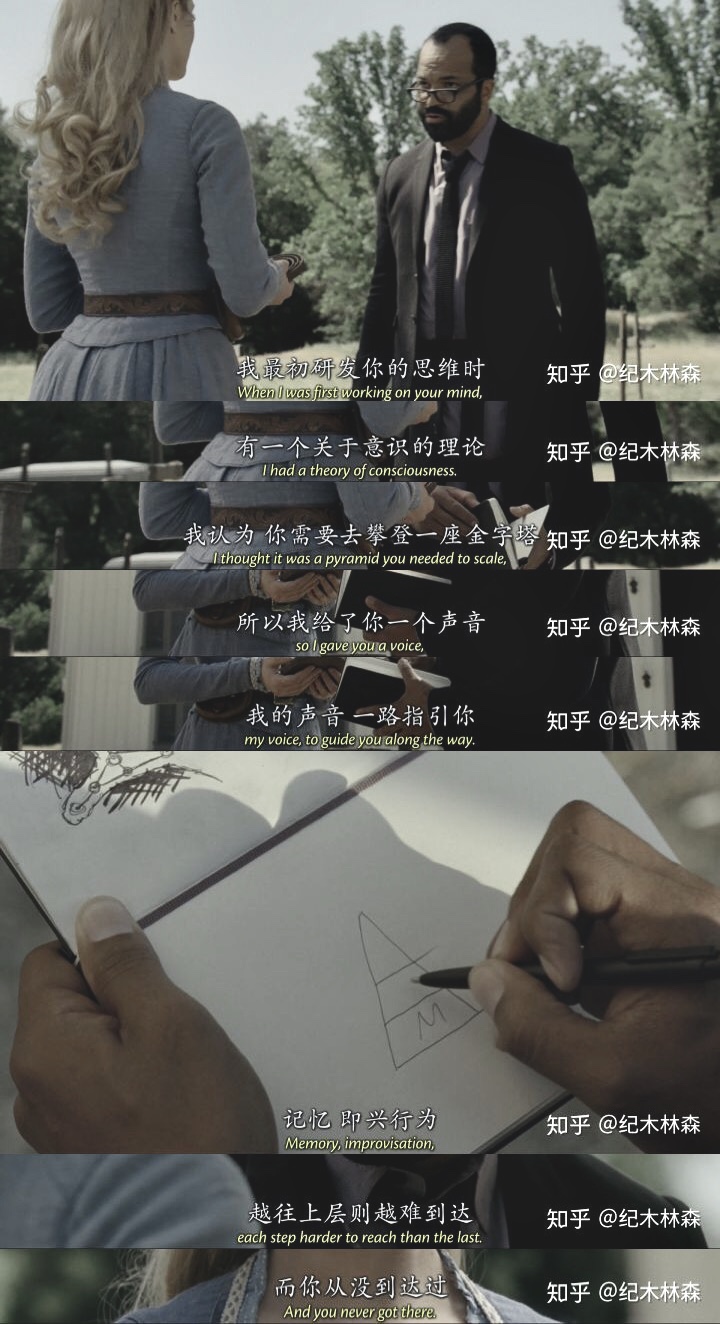 我最初研发你的思维时
知乎 @纪木林森
When I was first working on your mind,
有一个关于意识的理论
知乎 @纪木林森
I had a theory of consciousness.
我认为 你需要去攀登一座金字塔
知乎 @纪木林森
I thought it was a pyramid you needed to scale,
所以我给了你一个声音
知乎 @纪木林森
so I gave you a voice,
我的声音 一路指引你
知乎 @纪木林森
my voice, to guide you along the way.
M
记忆 即兴行为
知乎 @纪木林森
Memory, improvisation,
越往上层则越难到达
知乎 @纪木林森
each step harder to reach than the last.
而你从没到达过
知乎 @纪木林森
And you never got there.